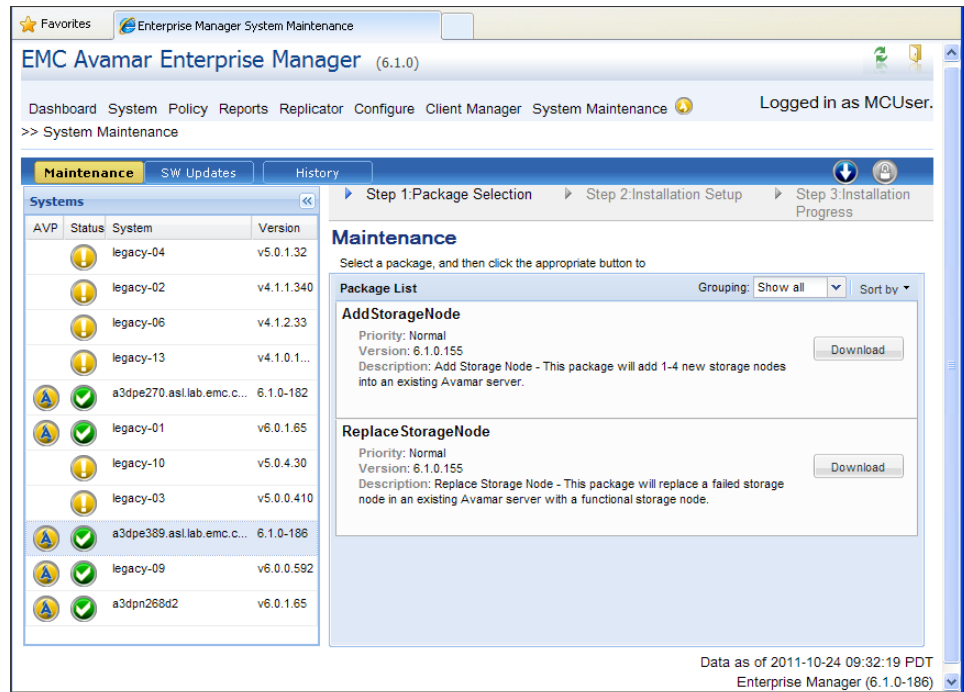 Favorites
Enterprise Manager System Maintenance
EMC Avamar Enterprise Manager (6.1.0)
Dashboard System Policy Reports Replicator Configure Client Manager System Maintenance
Logged in as MCUser.
>> System Maintenance
Maintenance SW Updates History
Systems
AVP Status System Version
legacy-04 v5.0.1.32
legacy-02 v4.1.1.340
legacy-06 v4.1.2.33
legacy-13 v4.1.0.1...
a3dpe270.asl.lab.emc.c... 6.1.0-182
legacy-01 v6.0.1.65
legacy-10 v5.0.4.30
legacy-03 v5.0.0.410
a3dpe389.asl.lab.emc.c... 6.1.0-186
legacy-09 v6.0.0.592
a3dpn268d2 v6.0.1.65
Step 1:Package Selection
Step 2:Installation Setup
Step 3:Installation
Progress
Maintenance
Select a package, and then click the appropriate button to
Package List
Grouping: Show all
Sort by
AddStorageNode
Priority: Normal
Version: 6.1.0.155
Description: Add Storage Node - This package will add 1-4 new storage nodes
into an existing Avamar server.
Download
ReplaceStorageNode
Priority: Normal
Version: 6.1.0.155
Description: Replace Storage Node - This package will replace a failed storage
node in an existing Avamar server with a functional storage node.
Download
Data as of 2011-10-24 09:32:19 PDT
Enterprise Manager (6.1.0-186)